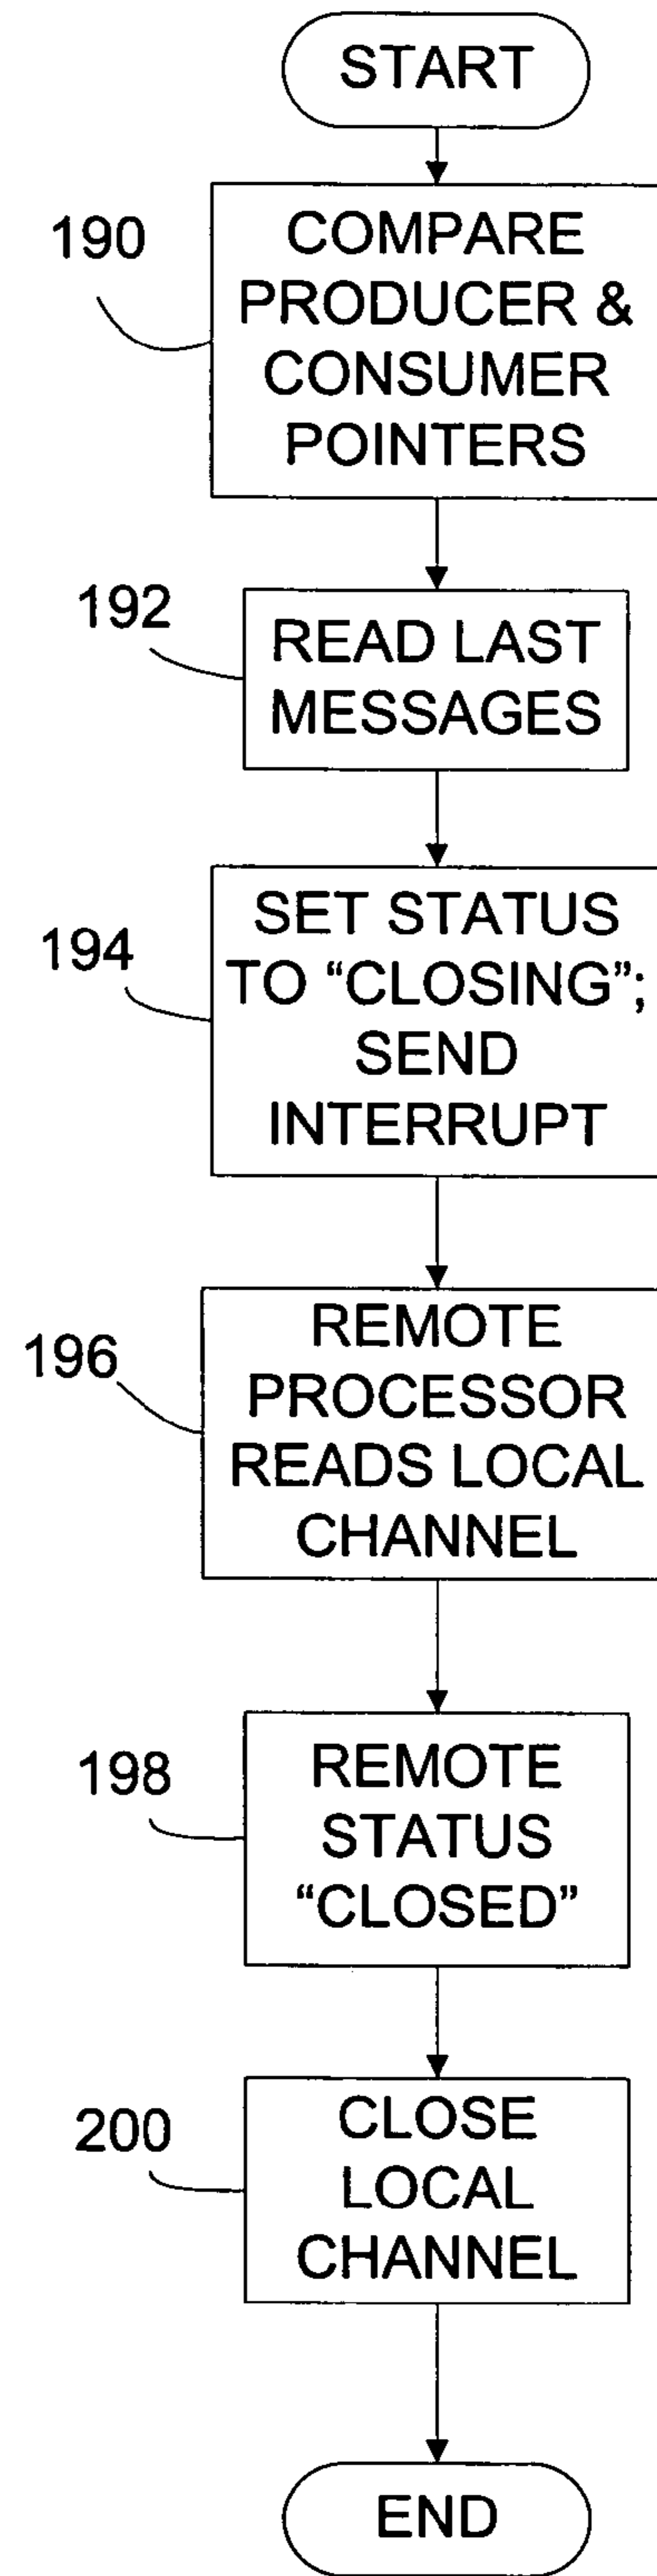 START
190
COMPARE
PRODUCER &
CONSUMER
POINTERS
192
READ LAST
MESSAGES
194
SET STATUS
TO “CLOSING”;
SEND
INTERRUPT
196
REMOTE
PROCESSOR
READS LOCAL
CHANNEL
198
REMOTE
STATUS
“CLOSED”
200
CLOSE
LOCAL
CHANNEL
END